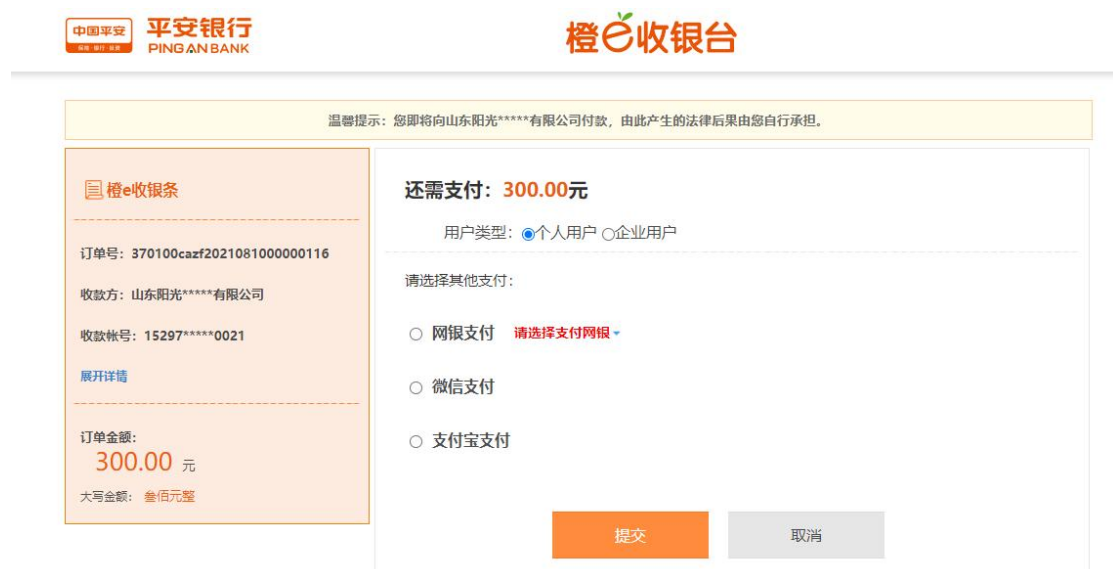 中国平安
保险·银行·投资
平安银行
PING AN BANK
橙e收银台
温馨提示：您即将向山东阳光*****有限公司付款，由此产生的法律后果由您自行承担。
橙e收银条
订单号：370100cazf2021081000000116
收款方：山东阳光*****有限公司
收款帐号：15297*****0021
展开详情
订单金额：
300.00 元
大写金额： 叁佰元整
还需支付：300.00元
用户类型：个人用户 企业用户
请选择其他支付：
网银支付 请选择支付网银
微信支付
支付宝支付
提交 取消